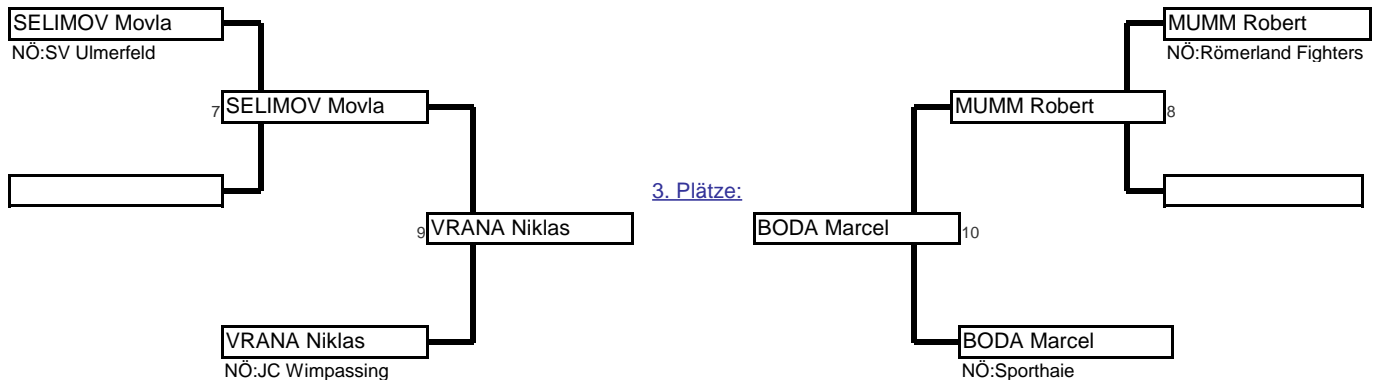 SELIMOV Movla
NÖ:SV Ulmerfeld
7
SELIMOV Movla
9
VRANA Niklas
VRANA Niklas
NÖ:JC Wimpassing
3. Plätze:
MUMM Robert
NÖ:Römerland Fighters
MUMM Robert
8
BODA Marcel
10
BODA Marcel
NÖ:Sporthaie